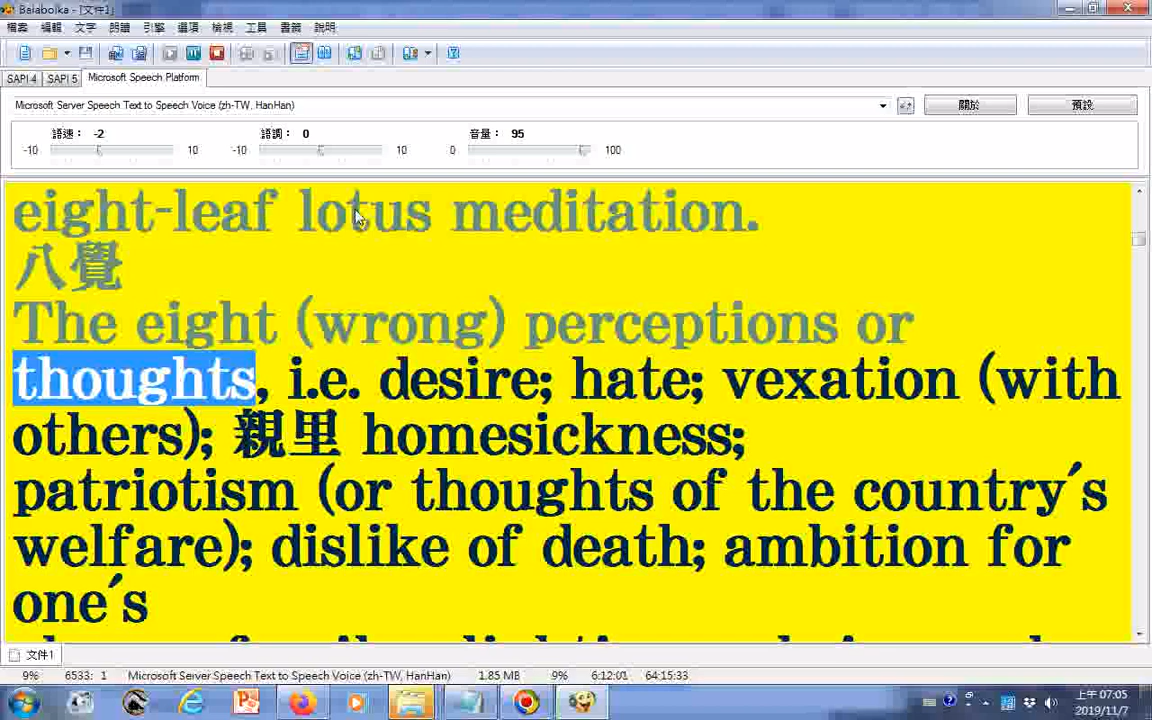 Balabolka - [文件1]
檔案 編輯 文字 朗讀 引擎 選項 檢視 工具 書籤 說明
SAPI 4 SAPI 5 Microsoft Speech Platform
Microsoft Server Speech Text to Speech Voice (zh-TW, HanHan) 關於 預設
語速： -2 語調： 0 音量： 95
-10 10 -10 10 0 100
eight-leaf lotus meditation.
八覺
The eight (wrong) perceptions or
thoughts, i.e. desire; hate; vexation (with
others); 親里 homesickness;
patriotism (or thoughts of the country's
welfare); dislike of death; ambition for
one's
文件1
9% 6533: 1 Microsoft Server Speech Text to Speech Voice (zh-TW, HanHan) 1.85 MB 9% 6:12:01 64:15:33
上午 07:05
2019/11/7